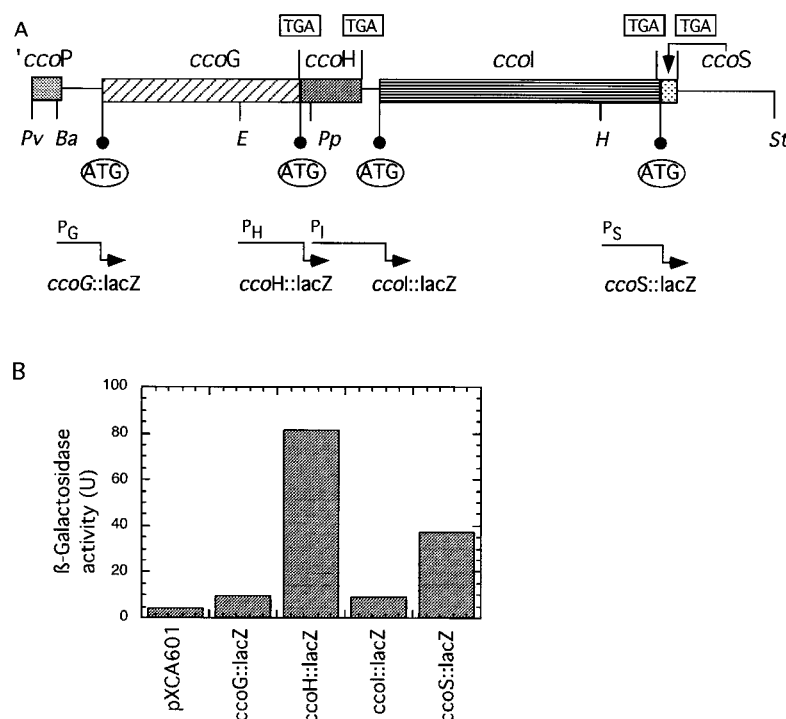 A
TGA TGA TGA TGA
'ccoP ccoG ccoH ccoI ccoS
Pv Ba E Pp H St
ATG ATG ATG ATG
PG PH PI PS
ccoG::lacZ ccoH::lacZ ccoI::lacZ ccoS::lacZ
B
ß-Galactosidase
activity (U)
100
80
60
40
20
0
pXCA601
ccoG::lacZ
ccoH::lacZ
ccoI::lacZ
ccoS::lacZ